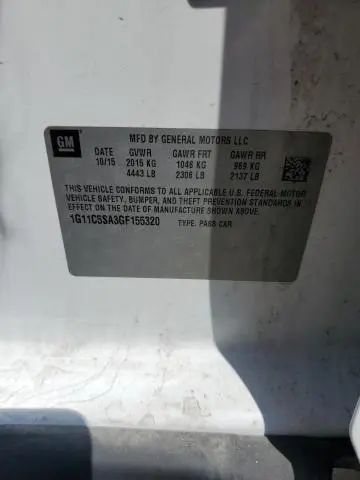 GM
MFD BY GENERAL MOTORS LLC
DATE GVWR GAWR FRT GAWR RR
10/15 2015 KG 1046 KG 969 KG
4443 LB 2306 LB 2137 LB
THIS VEHICLE CONFORMS TO ALL APPLICABLE U.S. FEDERAL MOTOR
VEHICLE SAFETY, BUMPER, AND THEFT PREVENTION STANDARDS IN
EFFECT ON THE DATE OF MANUFACTURE SHOWN ABOVE.
1G11C5SA3GF155320 TYPE: PASS CAR